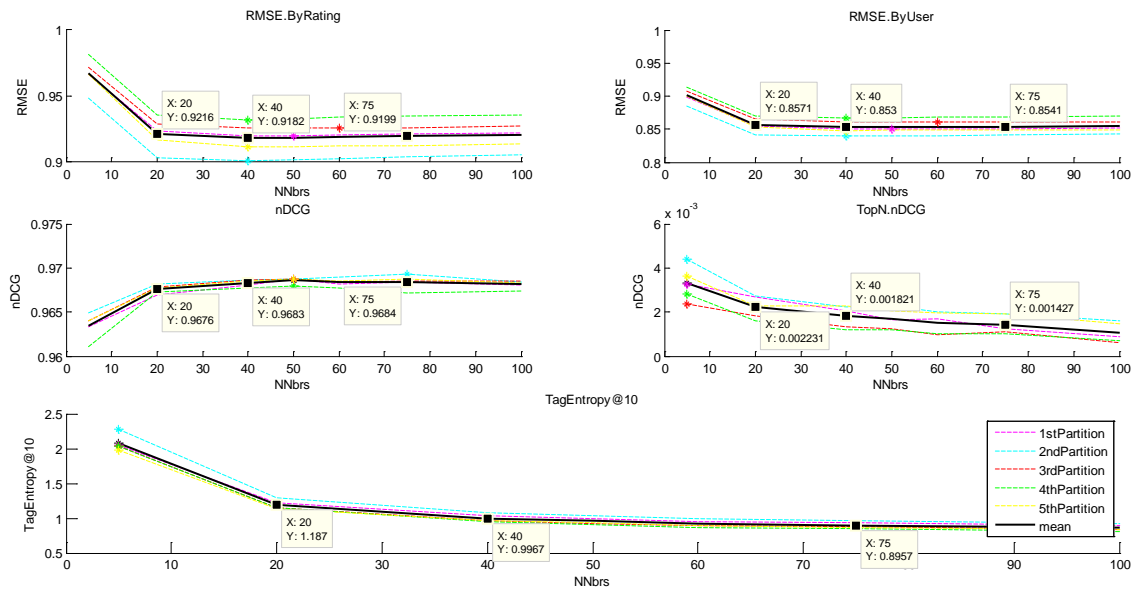 RMSE.ByRating
1
0.95
0.9
RMSE
X: 20
Y: 0.9216
X: 40
Y: 0.9182
X: 75
Y: 0.9199
0 10 20 30 40 50 60 70 80 90 100
NNbrs
RMSE.ByUser
1
0.9
0.85
0.8
RMSE
X: 20
Y: 0.8571
X: 40
Y: 0.853
X: 75
Y: 0.8541
0 10 20 30 40 50 60 70 80 90 100
NNbrs
nDCG
0.975
0.97
0.965
0.96
nDCG
X: 20
Y: 0.9676
X: 40
Y: 0.9683
X: 75
Y: 0.9684
0 10 20 30 40 50 60 70 80 90 100
NNbrs
TopN.nDCG
x 10-3
6
4
2
0
nDCG
X: 20
Y: 0.002231
X: 40
Y: 0.001821
X: 75
Y: 0.001427
0 10 20 30 40 50 60 70 80 90 100
NNbrs
TagEntropy@10
2.5
2
1.5
1
0.5
TagEntropy@10
X: 20
Y: 1.187
X: 40
Y: 0.9967
X: 75
Y: 0.8957
1stPartition
2ndPartition
3rdPartition
4thPartition
5thPartition
mean
0 10 20 30 40 50 60 70 80 90 100
NNbrs